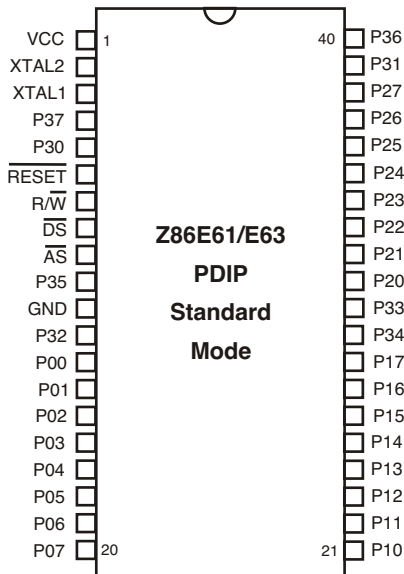 VCC 1 40 P36
XTAL2 P31
XTAL1 P27
P37 P26
P30 P25
RESET P24
R/W P23
DS P22
AS P21
P35 P20
GND P33
P32 P34
P00 P17
P01 P16
P02 P15
P03 P14
P04 P13
P05 P12
P06 P11
P07 20 21 P10
Z86E61/E63
PDIP
Standard
Mode